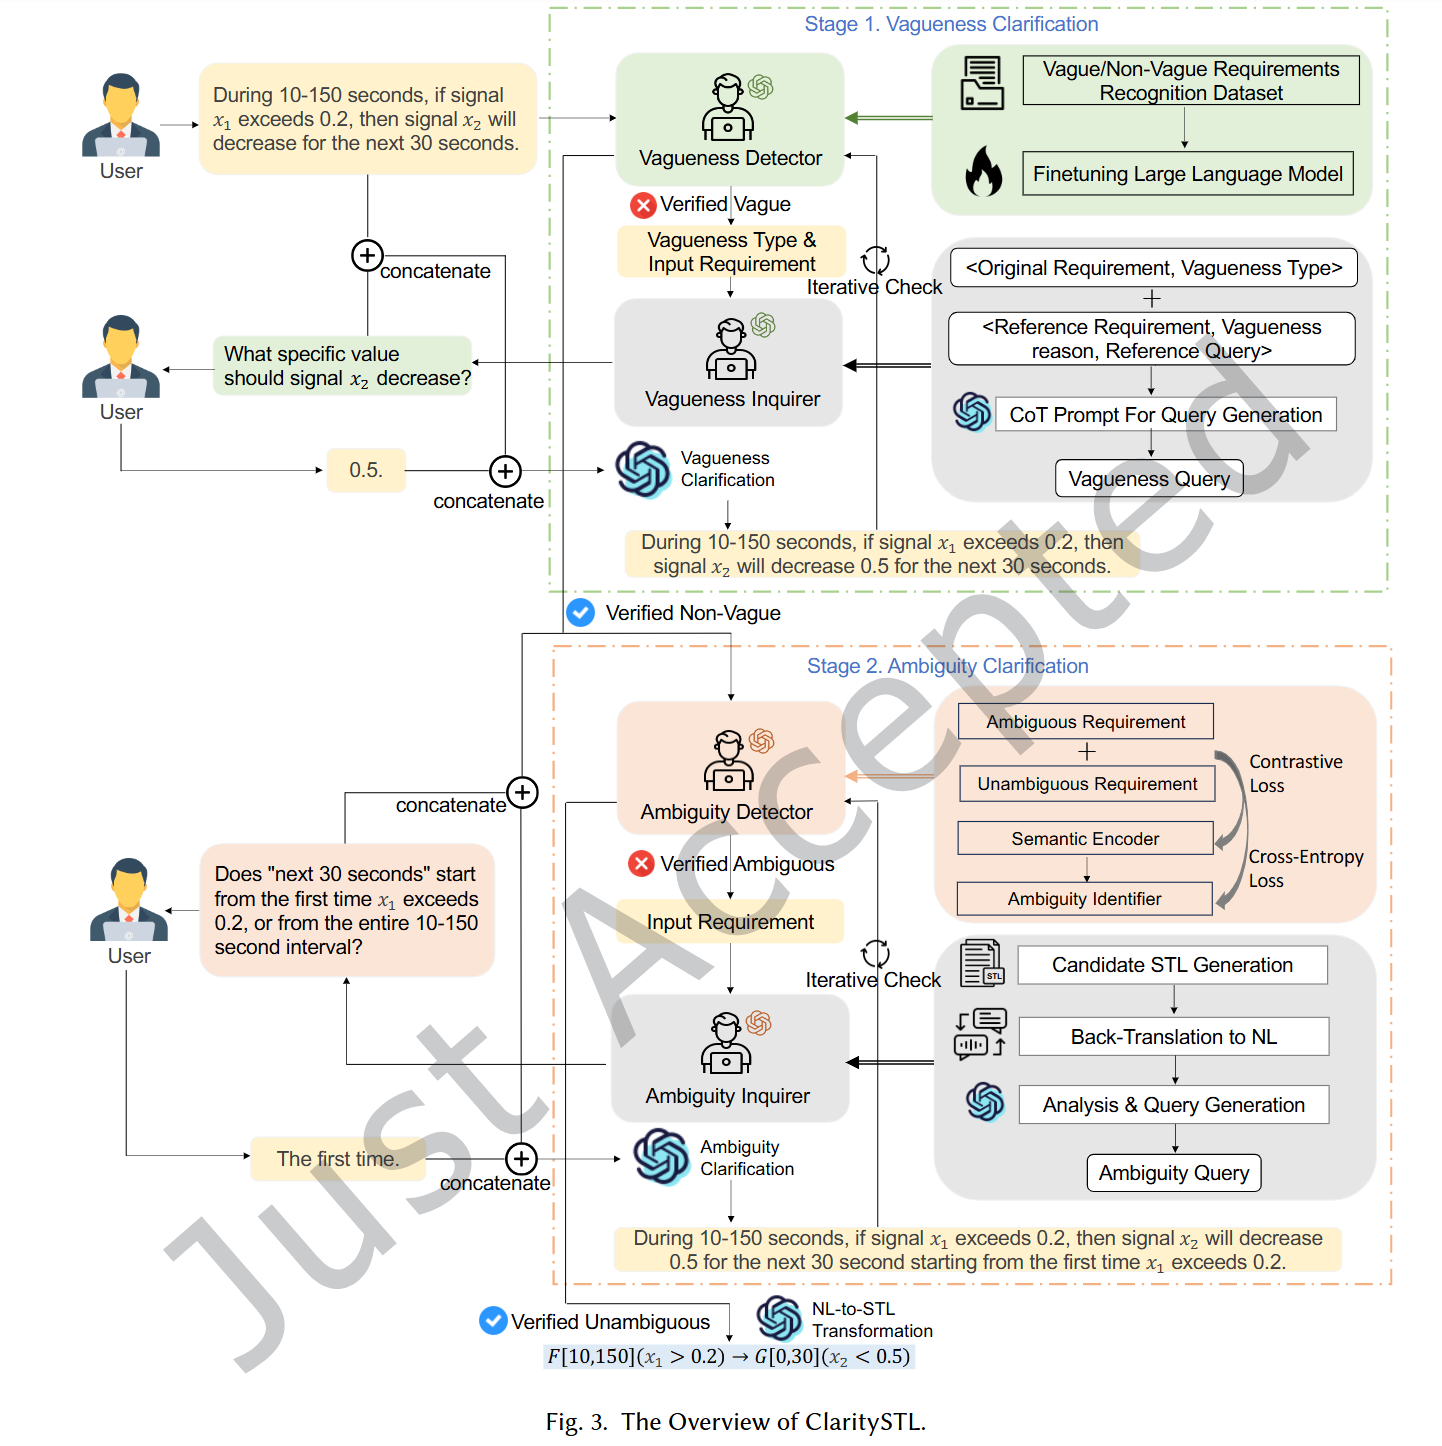 Stage 1. Vagueness Clarification
During 10-150 seconds, if signal
x₁ exceeds 0.2, then signal x₂ will
decrease for the next 30 seconds.
User
Vagueness Detector
Vague/Non-Vague Requirements
Recognition Dataset
Finetuning Large Language Model
Verified Vague
Vagueness Type &
Input Requirement
Iterative Check
concatenate
<Original Requirement, Vagueness Type>
+
<Reference Requirement, Vagueness
reason, Reference Query>
CoT Prompt For Query Generation
Vagueness Query
What specific value
should signal x₂ decrease?
User
Vagueness Inquirer
0.5.
concatenate
Vagueness
Clarification
During 10-150 seconds, if signal x₁ exceeds 0.2, then
signal x₂ will decrease 0.5 for the next 30 seconds.
Verified Non-Vague
Stage 2. Ambiguity Clarification
Ambiguity Detector
Ambiguous Requirement
+
Unambiguous Requirement
Semantic Encoder
Ambiguity Identifier
Contrastive
Loss
Cross-Entropy
Loss
concatenate
Verified Ambiguous
Input Requirement
Iterative Check
Does "next 30 seconds" start
from the first time x₁ exceeds
0.2, or from the entire 10-150
second interval?
User
Ambiguity Inquirer
STL
Candidate STL Generation
Back-Translation to NL
Analysis & Query Generation
Ambiguity Query
The first time.
concatenate
Ambiguity
Clarification
During 10-150 seconds, if signal x₁ exceeds 0.2, then signal x₂ will decrease
0.5 for the next 30 second starting from the first time x₁ exceeds 0.2.
Verified Unambiguous
NL-to-STL
Transformation
F[10,150](x₁ > 0.2) → G[0,30](x₂ < 0.5)
Just Accepted
Fig. 3. The Overview of ClaritySTL.